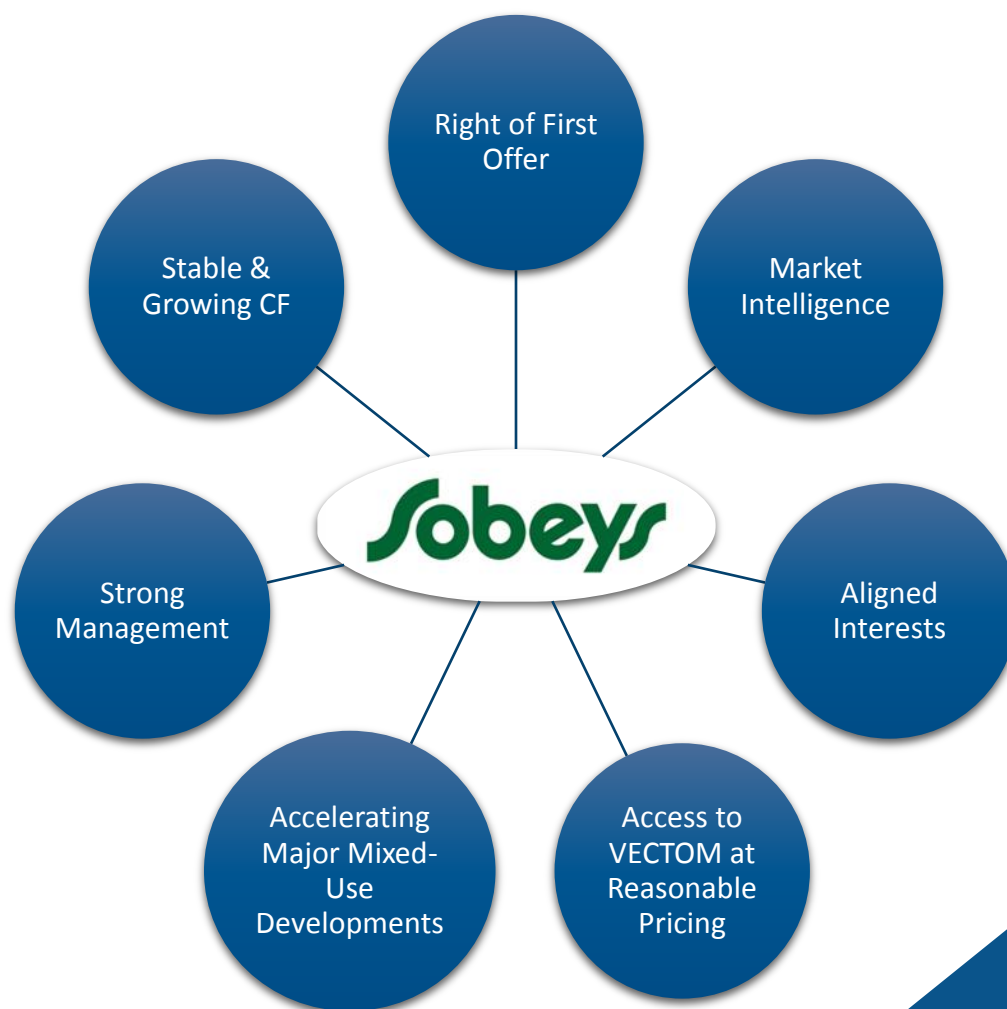 Right of First
Offer
Stable &
Growing CF
Market
Intelligence
Sobeys
Strong
Management
Aligned
Interests
Accelerating
Major Mixed-
Use
Developments
Access to
VECTOM at
Reasonable
Pricing